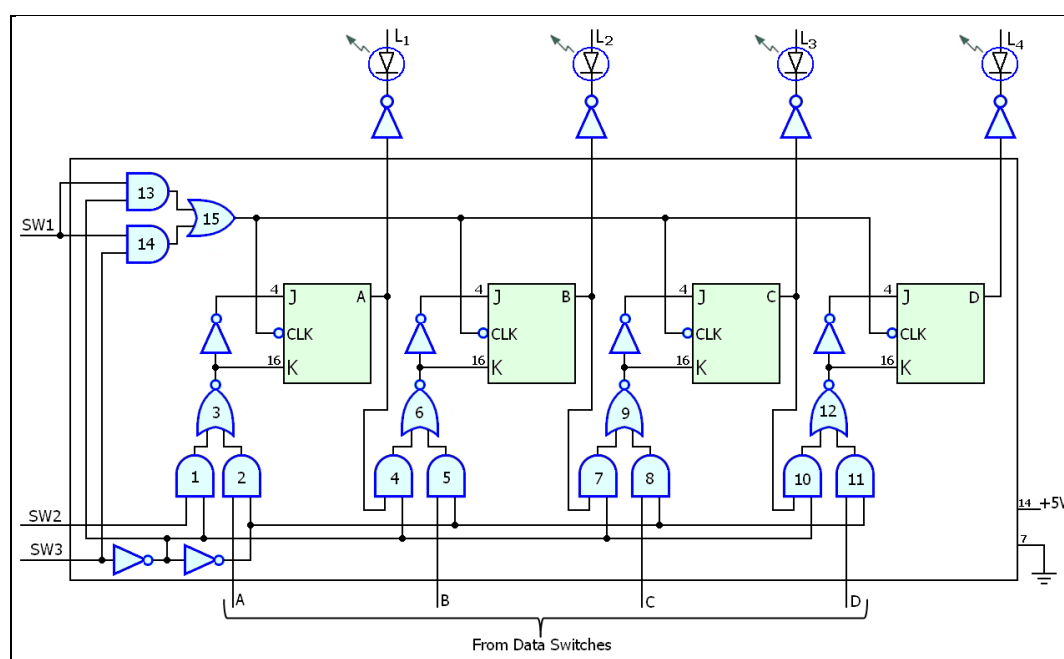 L1 L2 L3 L4
13
15
SW1
14
4 J A 4 J B 4 J C 4 J D
CLK CLK CLK CLK
16 K 16 K 16 K 16 K
3 6 9 12
1 2 4 5 7 8 10 11
SW2
14 +5V
SW3
7
A B C D
From Data Switches